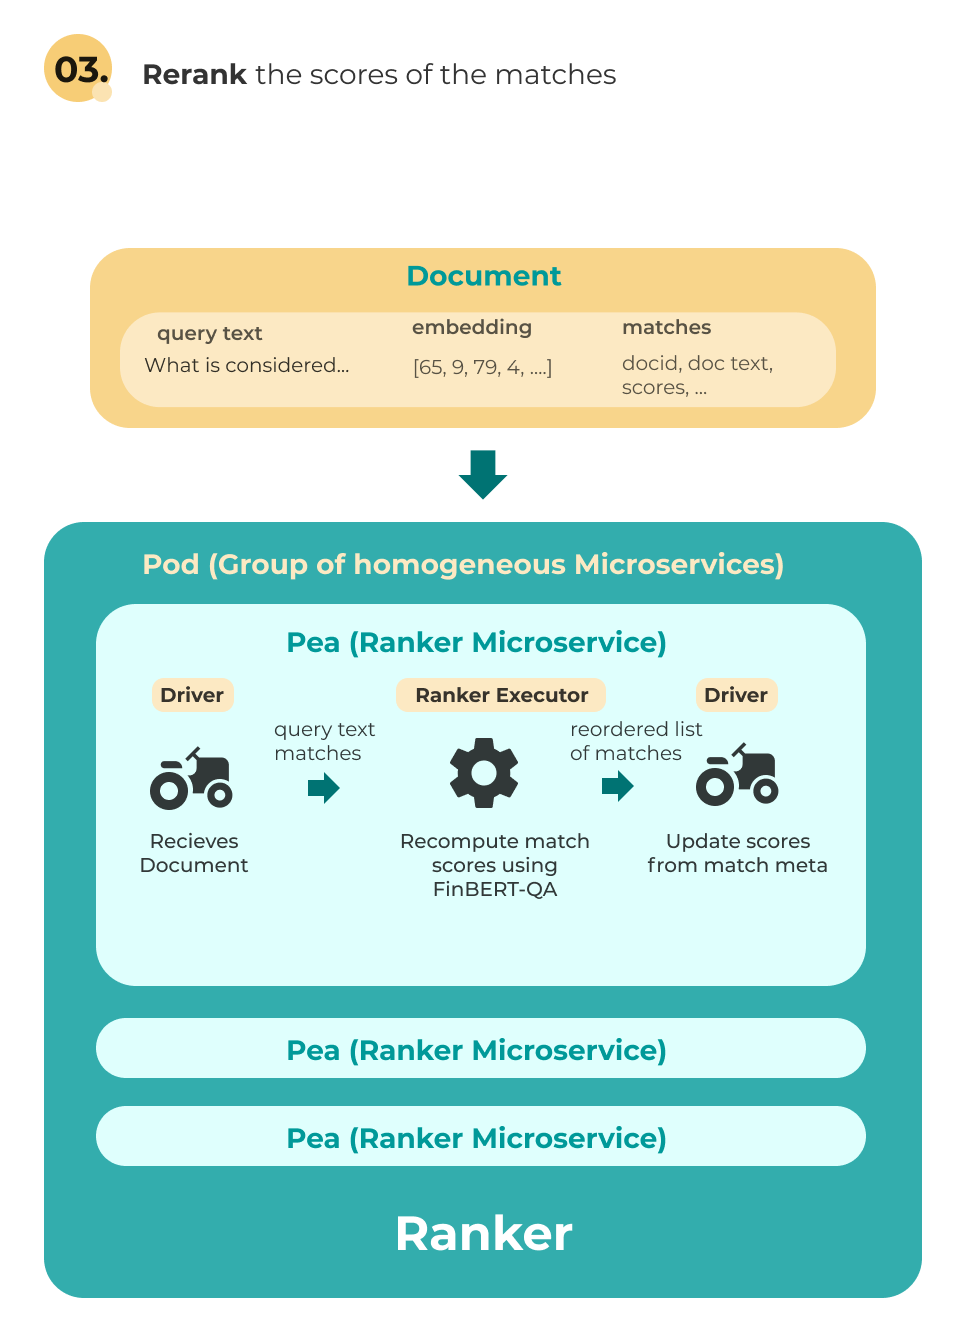 03.
Rerank the scores of the matches
Document
query text
What is considered...
embedding
[65, 9, 79, 4, ....]
matches
docid, doc text,
scores, ...
Pod (Group of homogeneous Microservices)
Pea (Ranker Microservice)
Driver
Recieves
Document
query text
matches
Ranker Executor
Recompute match
scores using
FinBERT-QA
reordered list
of matches
Driver
Update scores
from match meta
Pea (Ranker Microservice)
Pea (Ranker Microservice)
Ranker